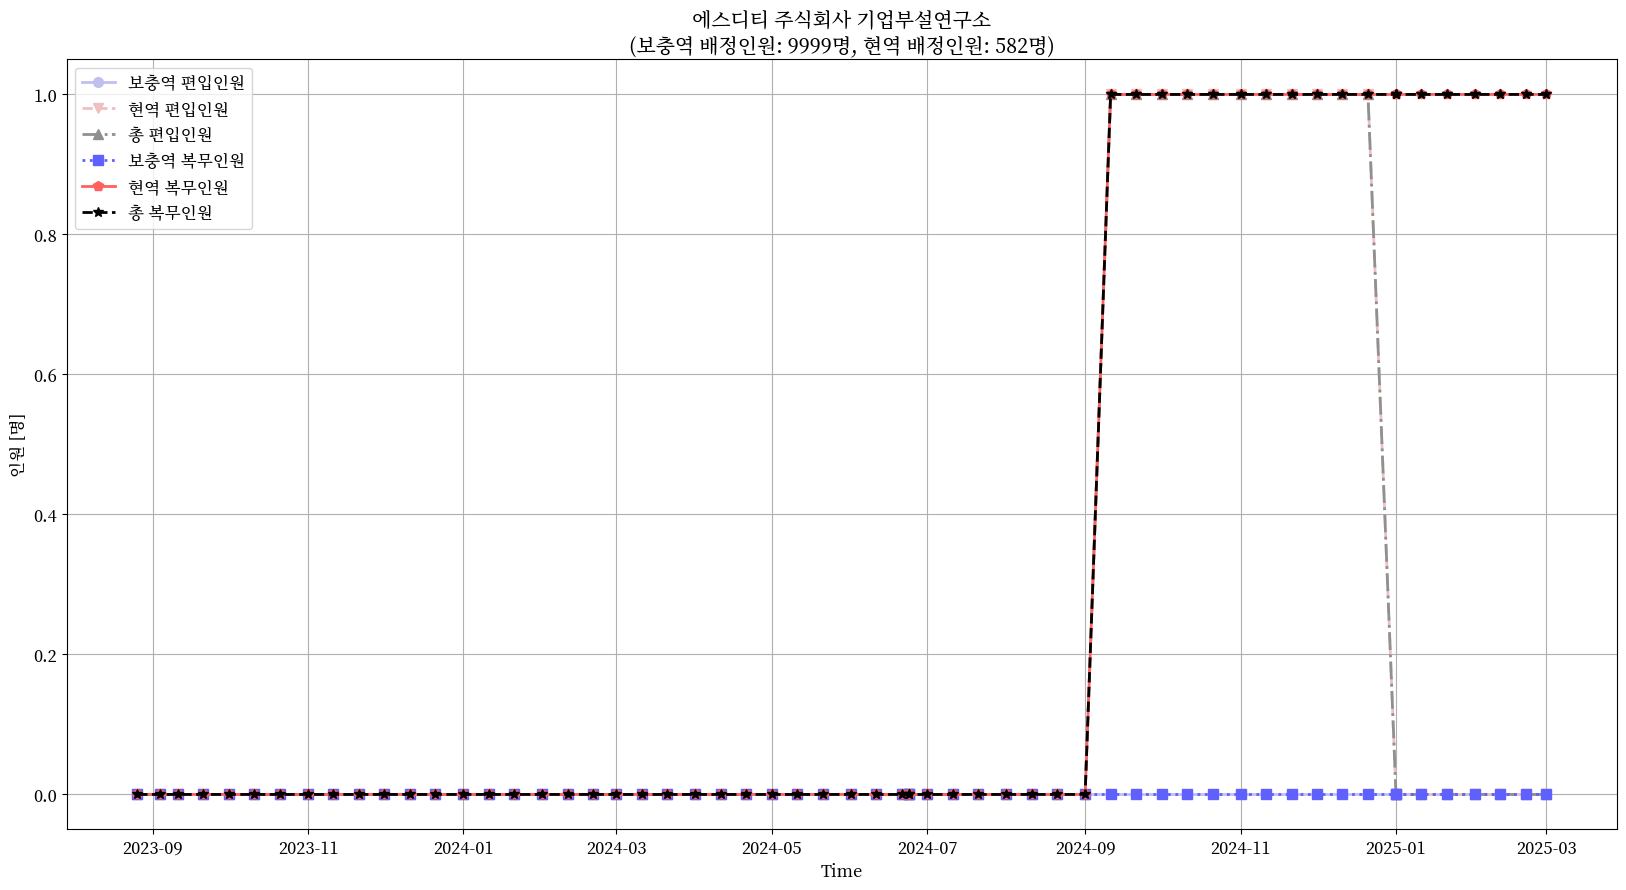 에스디티 주식회사 기업부설연구소
(보충역 배정인원: 9999명, 현역 배정인원: 582명)
보충역 편입인원
현역 편입인원
총 편입인원
보충역 복무인원
현역 복무인원
총 복무인원
1.0
0.8
0.6
0.4
0.2
0.0
인원 [명]
2023-09
2023-11
2024-01
2024-03
2024-05
2024-07
2024-09
2024-11
2025-01
2025-03
Time